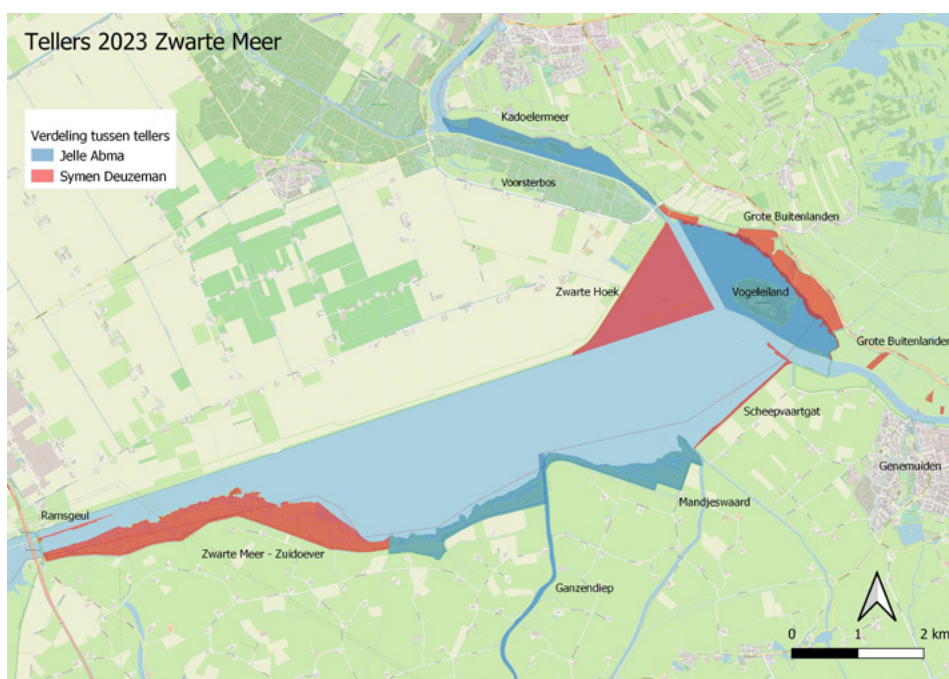 Tellers 2023 Zwarte Meer
Verdeling tussen tellers
Jelle Abma
Symen Deuzeman
Kadoelermeer
Voorsterbos
Grote Buitenlanden
Zwarte Hoek
Vogeleiland
Grote Buitenlanden
Scheepvaartgat
Genemuiden
Ramsgeul
Mandjeswaard
Zwarte Meer - Zuidoever
Ganzendiep
0 1 2 km